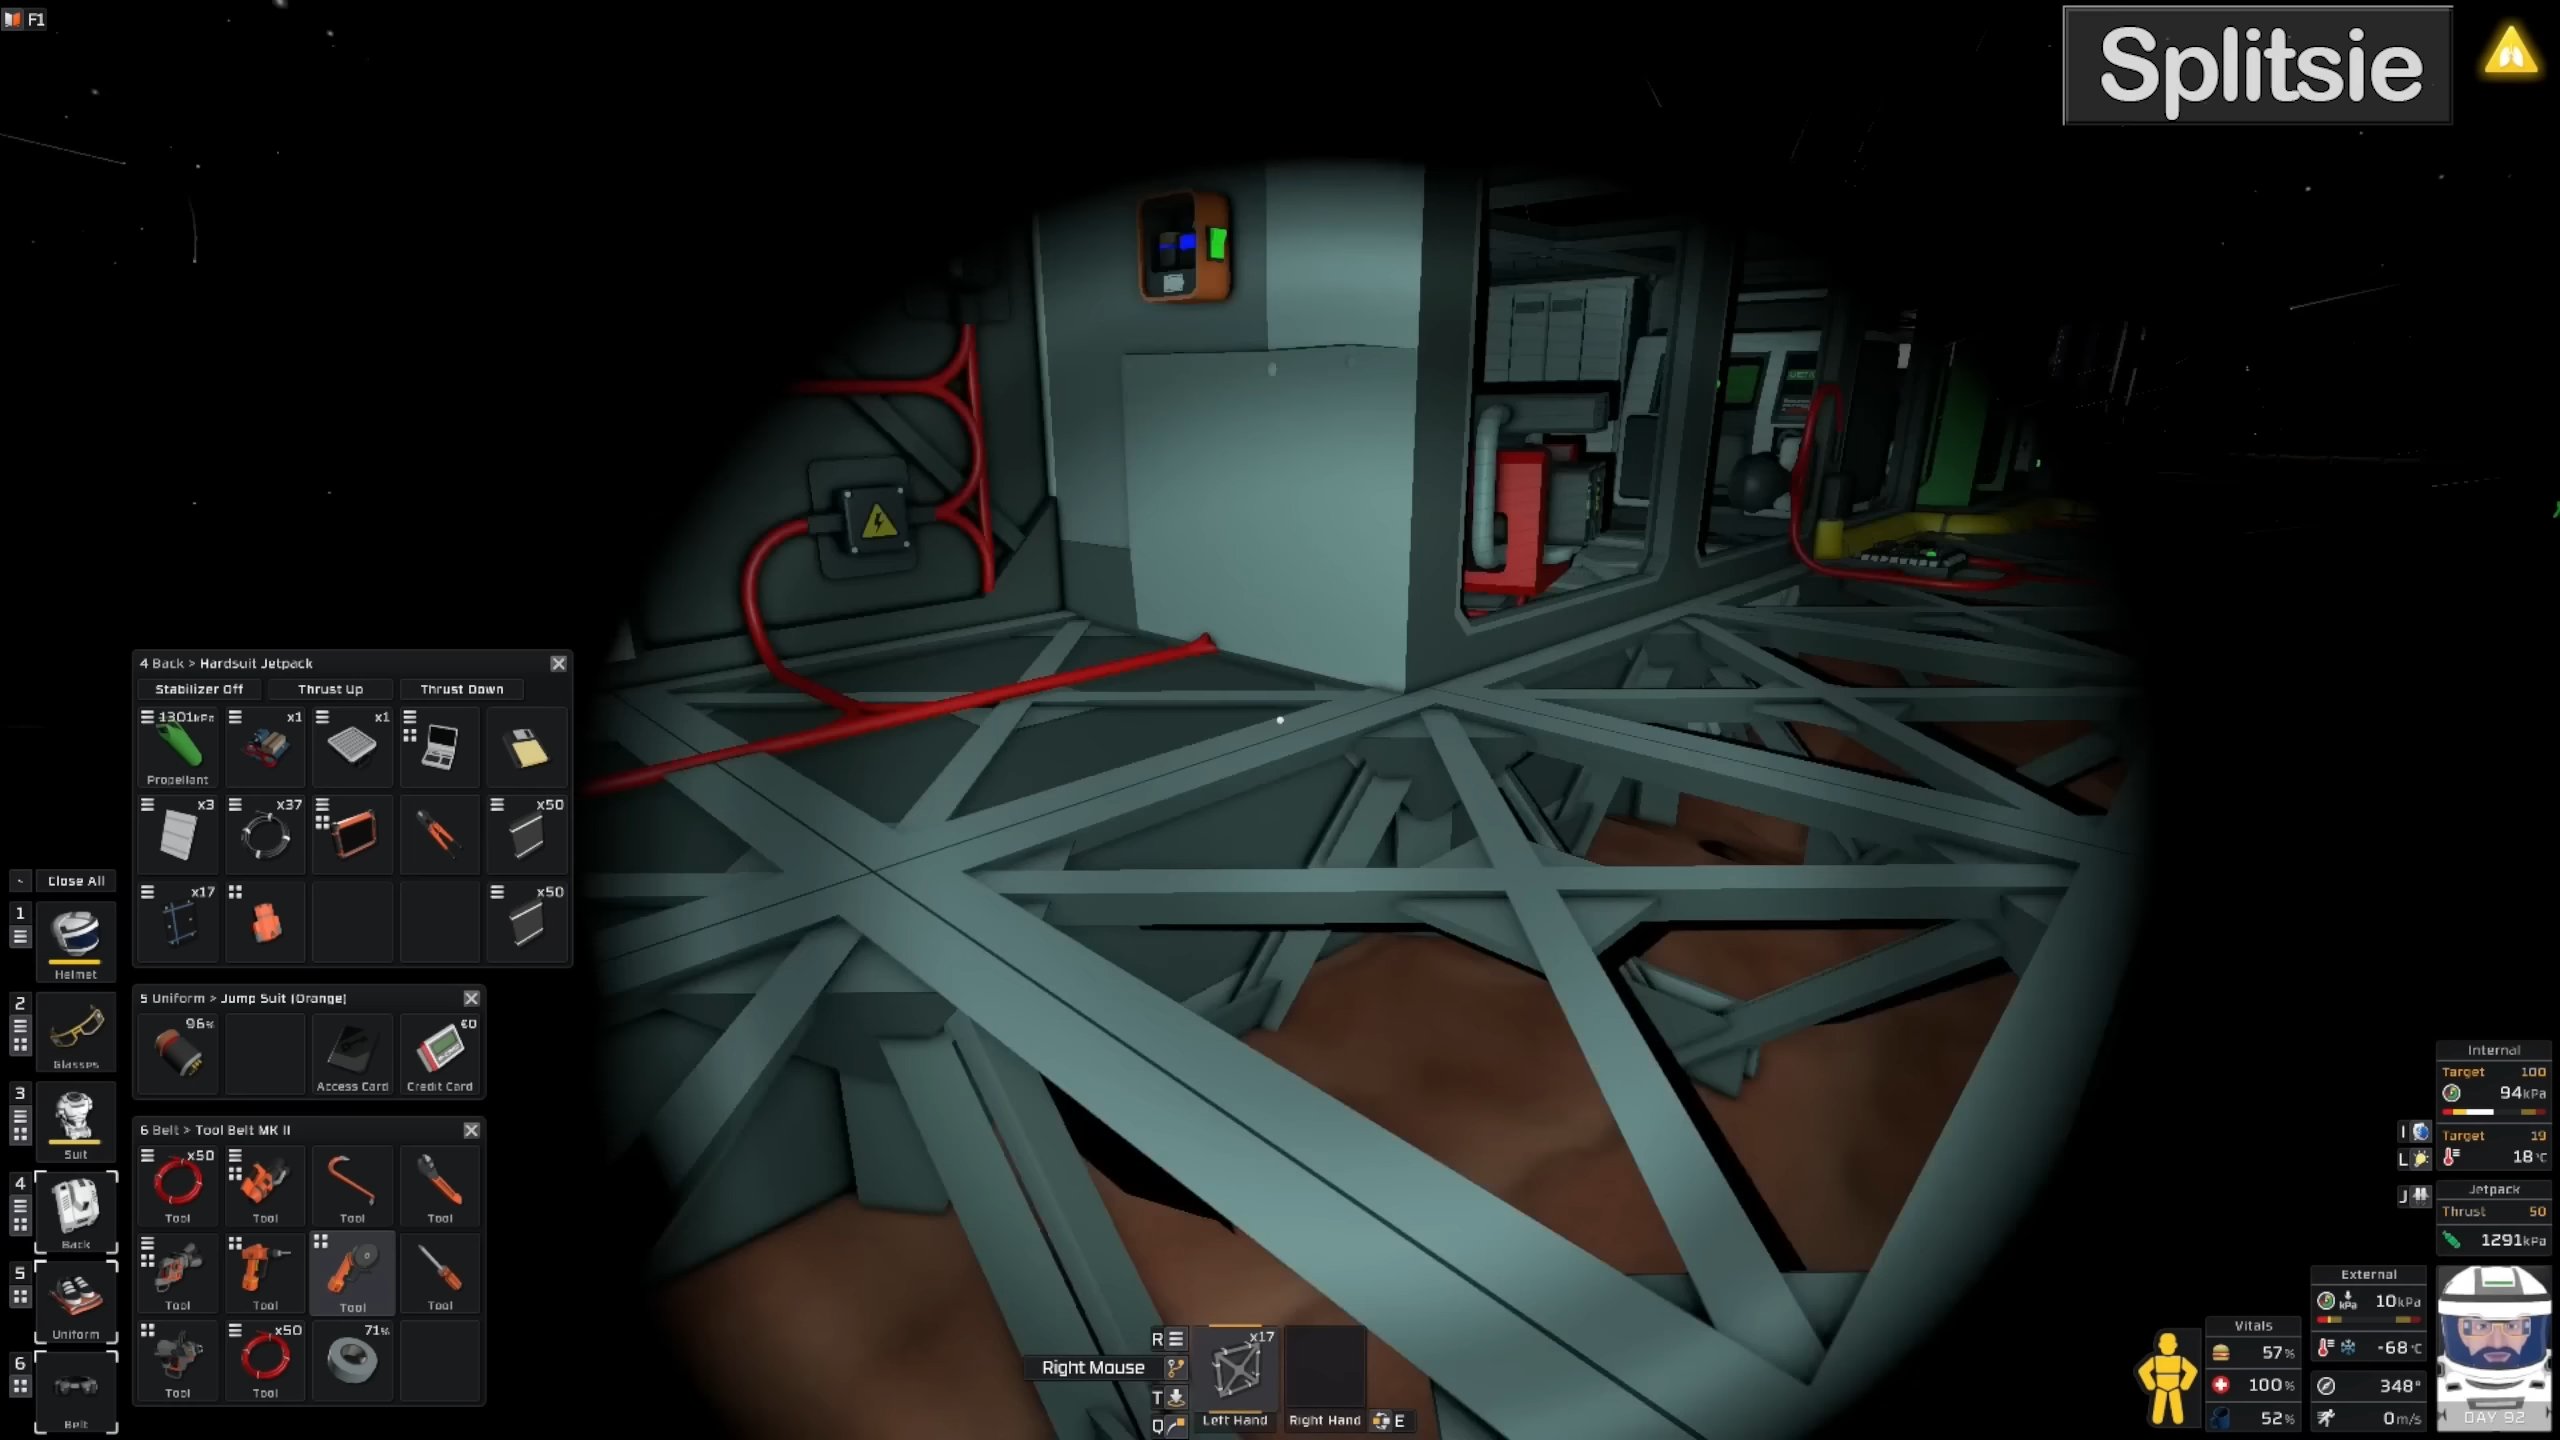 F1
Splitsie
4 Back > Hardsuit Jetpack
Stabilizer Off Thrust Up Thrust Down
1301kPa x1 x1
Propellant
x3 x37 x50
x17 x50
Close All
1
Helmet
2
Glasses
3
Suit
4
Back
5
Uniform
6
Belt
5 Uniform > Jump Suit (Orange)
96% €0
Access Card Credit Card
6 Belt > Tool Belt MK II
x50
Tool Tool Tool Tool
Tool Tool Tool Tool
x50 71%
Tool Tool
R x17
Right Mouse
T
Q Left Hand Right Hand E
Internal
Target 100
94kPa
I Target 19
L 18°C
Jetpack
J Thrust 50
1291kPa
External
kPa 10kPa
-68°C
348°
0m/s
Vitals
57%
100%
52%
DAY 92